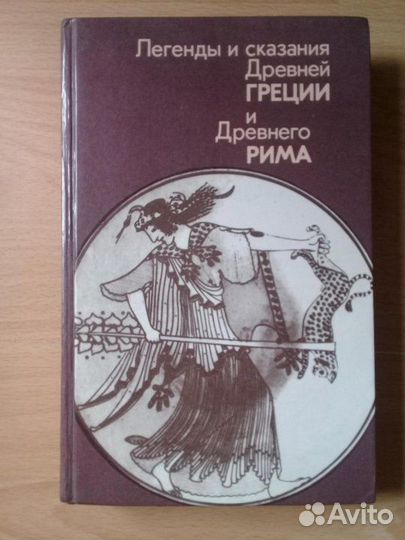 Легенды и сказания
Древней
ГРЕЦИИ
и
Древнего
РИМА
Avito